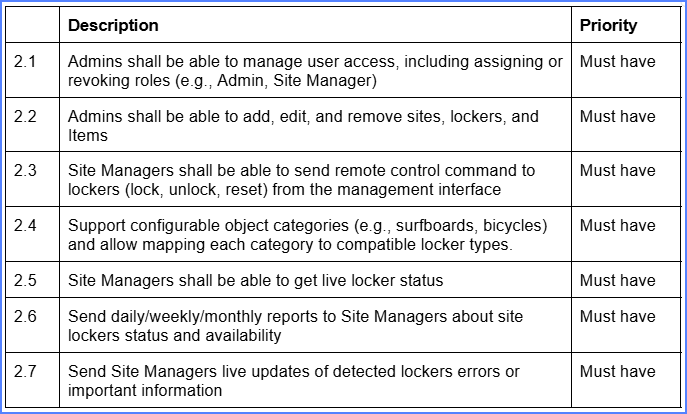 Description Priority
2.1 Admins shall be able to manage user access, including assigning or Must have
revoking roles (e.g., Admin, Site Manager)
2.2 Admins shall be able to add, edit, and remove sites, lockers, and Must have
Items
2.3 Site Managers shall be able to send remote control command to Must have
lockers (lock, unlock, reset) from the management interface
2.4 Support configurable object categories (e.g., surfboards, bicycles) Must have
and allow mapping each category to compatible locker types.
2.5 Site Managers shall be able to get live locker status Must have
2.6 Send daily/weekly/monthly reports to Site Managers about site Must have
lockers status and availability
2.7 Send Site Managers live updates of detected lockers errors or Must have
important information